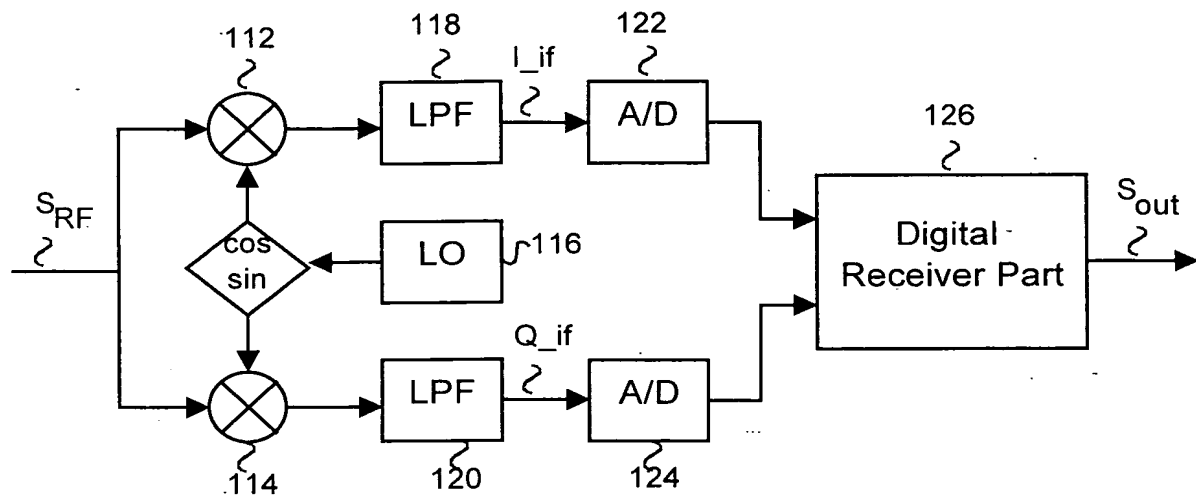 112
118
I_if
122
LPF
A/D
126
S_RF
cos
sin
LO
116
Digital
Receiver Part
S_out
Q_if
LPF
A/D
114
120
124